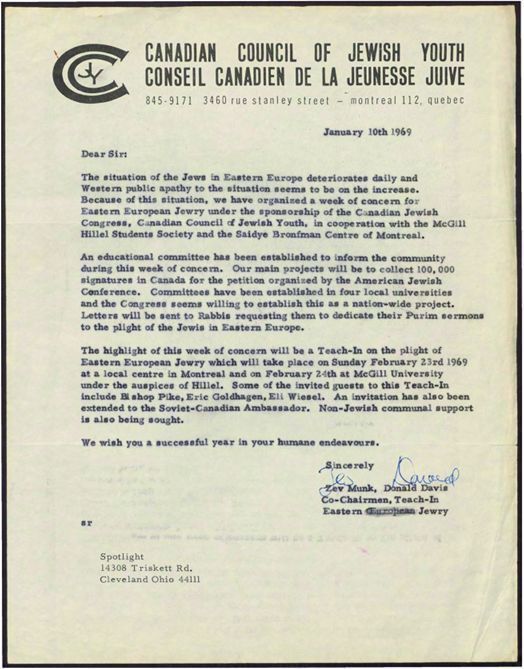 CJY
CANADIAN COUNCIL OF JEWISH YOUTH
CONSEIL CANADIEN DE LA JEUNESSE JUIVE
845-9171 3460 rue stanley street – montreal 112, quebec
January 10th 1969
Dear Sir:
The situation of the Jews in Eastern Europe deteriorates daily and
Western public apathy to the situation seems to be on the increase.
Because of this situation, we have organized a week of concern for
Eastern European Jewry under the sponsorship of the Canadian Jewish
Congress, Canadian Council of Jewish Youth, in cooperation with the McGill
Hillel Students Society and the Saidye Bronfman Centre of Montreal.
An educational committee has been established to inform the community
during this week of concern. Our main projects will be to collect 100,000
signatures in Canada for the petition organized by the American Jewish
Conference. Committees have been established in four local universities
and the Congress seems willing to establish this as a nation-wide project.
Letters will be sent to Rabbis requesting them to dedicate their Purim sermons
to the plight of the Jewis in Eastern Europe.
The highlight of this week of concern will be a Teach-In on the plight of
Eastern European Jewry which will take place on Sunday February 23rd 1969
at a local centre in Montreal and on February 24th at McGill University
under the auspices of Hillel. Some of the invited guests to this Teach-In
include Bishop Pike, Eric Goldhagen, Eli Wiesel. An invitation has also been
extended to the Soviet-Canadian Ambassador. Non-Jewish communal support
is also being sought.
We wish you a successful year in your humane endeavours.
Sincerely
Zev Munk, Donald Davis
Co-Chairmen, Teach-In
Eastern European Jewry
sr
Spotlight
14308 Triskett Rd.
Cleveland Ohio 44111